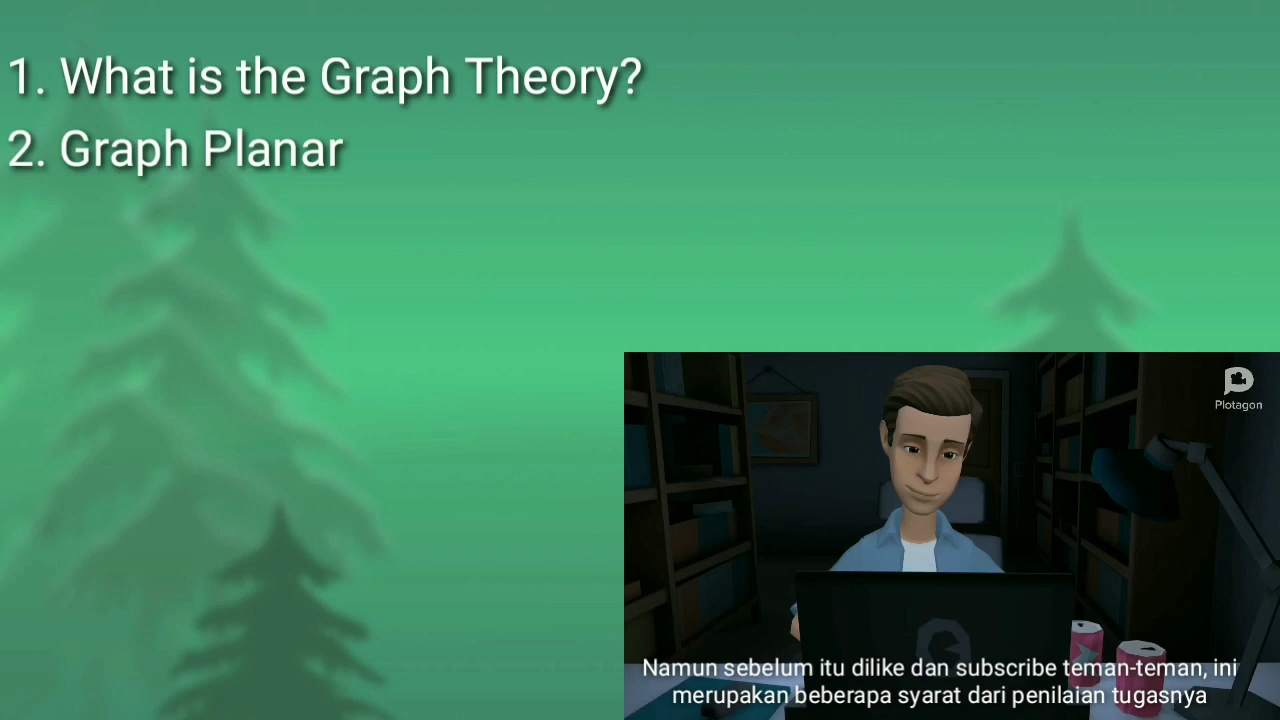 1. What is the Graph Theory?
2. Graph Planar
Plotagon
Namun sebelum itu dilike dan subscribe teman-teman, ini
merupakan beberapa syarat dari penilaian tugasnya